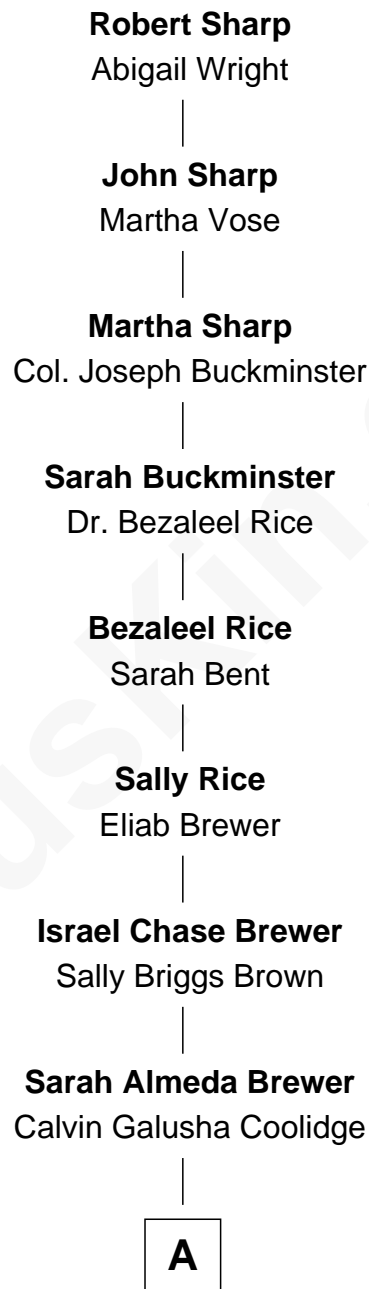 Robert Sharp
Abigail Wright
John Sharp
Martha Vose
Martha Sharp
Col. Joseph Buckminster
Sarah Buckminster
Dr. Bezaleel Rice
Bezaleel Rice
Sarah Bent
Sally Rice
Eliab Brewer
Israel Chase Brewer
Sally Briggs Brown
Sarah Almeda Brewer
Calvin Galusha Coolidge
A